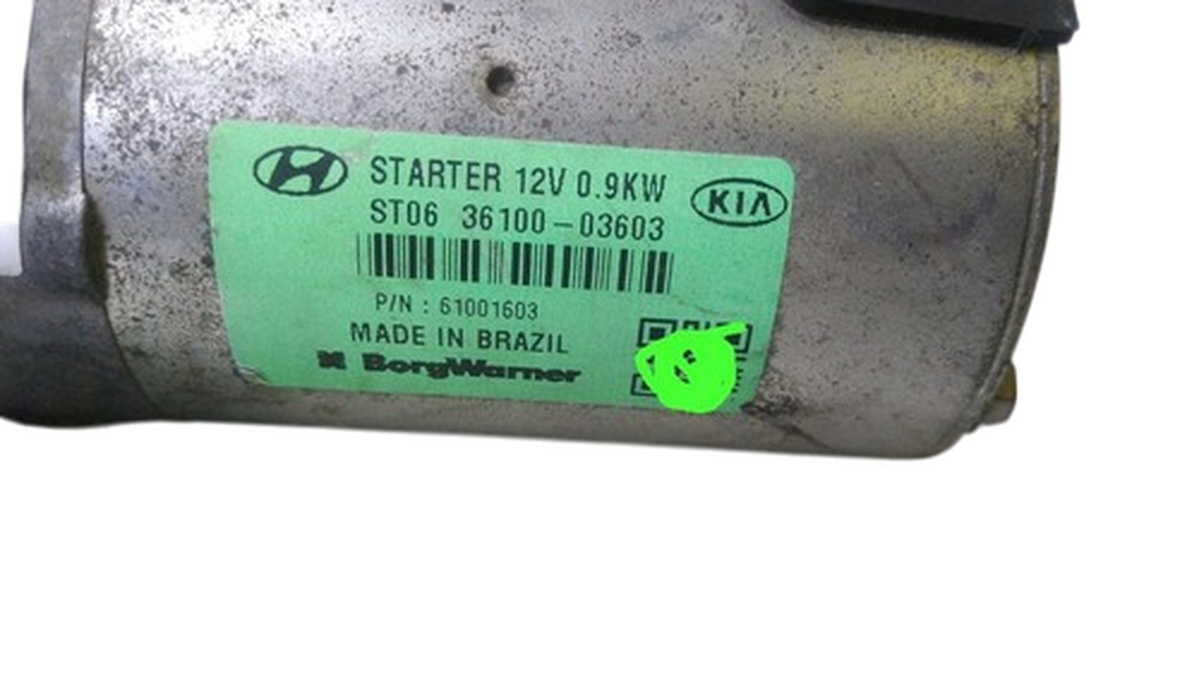 STARTER 12V 0.9KW
KIA
ST06 36100-03603
P/N : 61001603
MADE IN BRAZIL
BorgWarner